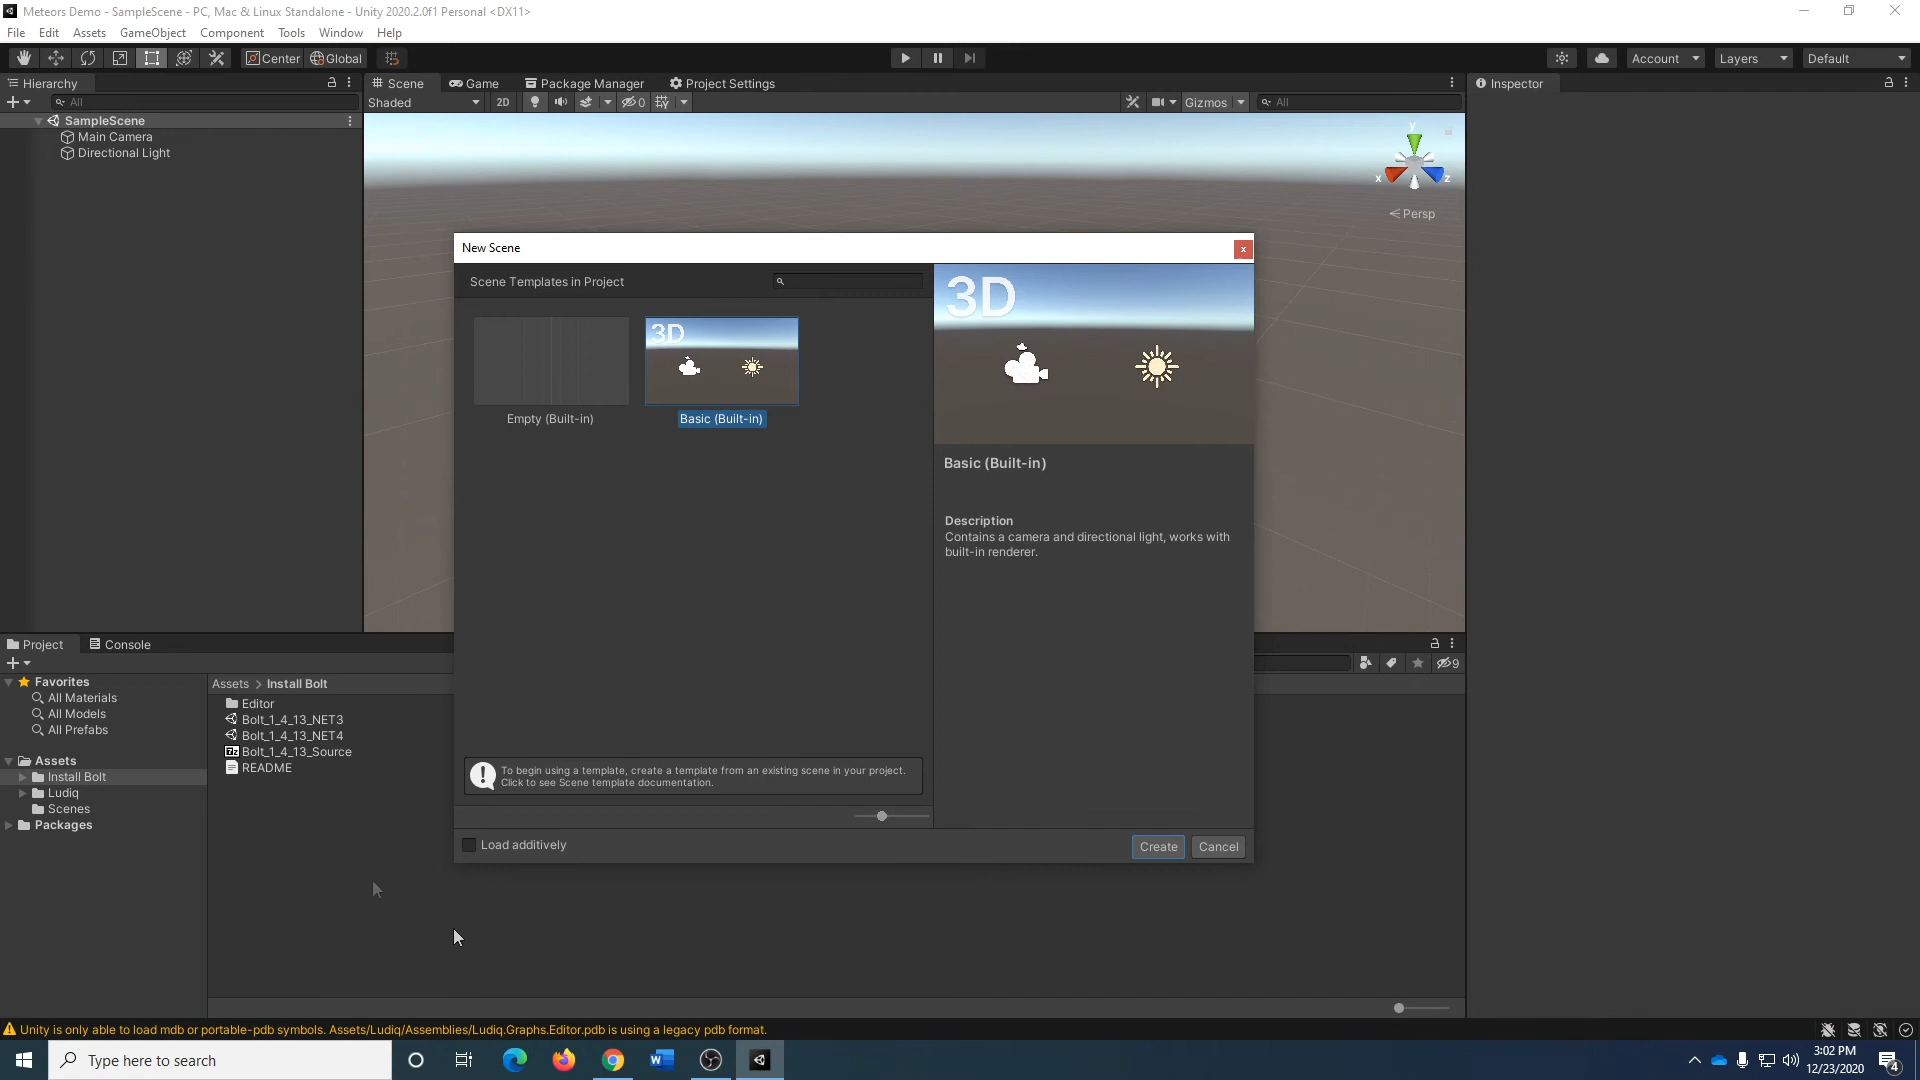 Meteors Demo - SampleScene - PC, Mac & Linux Standalone - Unity 2020.2.0f1 Personal <DX11>
File Edit Assets GameObject Component Tools Window Help
Center Global Account Layers Default
Hierarchy Scene Game Package Manager Project Settings Inspector
All Shaded 2D 0 Gizmos All
SampleScene
Main Camera
Directional Light
y
x z
Persp
New Scene x
Scene Templates in Project
3D
3D
Empty (Built-in) Basic (Built-in)
Basic (Built-in)
Description
Contains a camera and directional light, works with
built-in renderer.
To begin using a template, create a template from an existing scene in your project.
Click to see Scene template documentation.
Load additively Create Cancel
Project Console
9
Favorites
All Materials
All Models
All Prefabs
Assets
Install Bolt
Ludiq
Scenes
Packages
Assets > Install Bolt
Editor
Bolt_1_4_13_NET3
Bolt_1_4_13_NET4
Bolt_1_4_13_Source
README
Unity is only able to load mdb or portable-pdb symbols. Assets/Ludiq/Assemblies/Ludiq.Graphs.Editor.pdb is using a legacy pdb format.
Type here to search
3:02 PM
12/23/2020
4